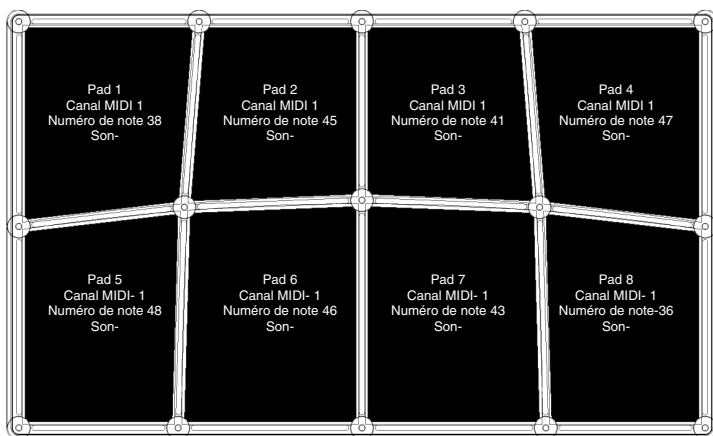 Pad 1
Canal MIDI 1
Numéro de note 38
Son-
Pad 2
Canal MIDI 1
Numéro de note 45
Son-
Pad 3
Canal MIDI 1
Numéro de note 41
Son-
Pad 4
Canal MIDI 1
Numéro de note 47
Son-
Pad 5
Canal MIDI- 1
Numéro de note 48
Son-
Pad 6
Canal MIDI- 1
Numéro de note 46
Son-
Pad 7
Canal MIDI- 1
Numéro de note 43
Son-
Pad 8
Canal MIDI- 1
Numéro de note-36
Son-